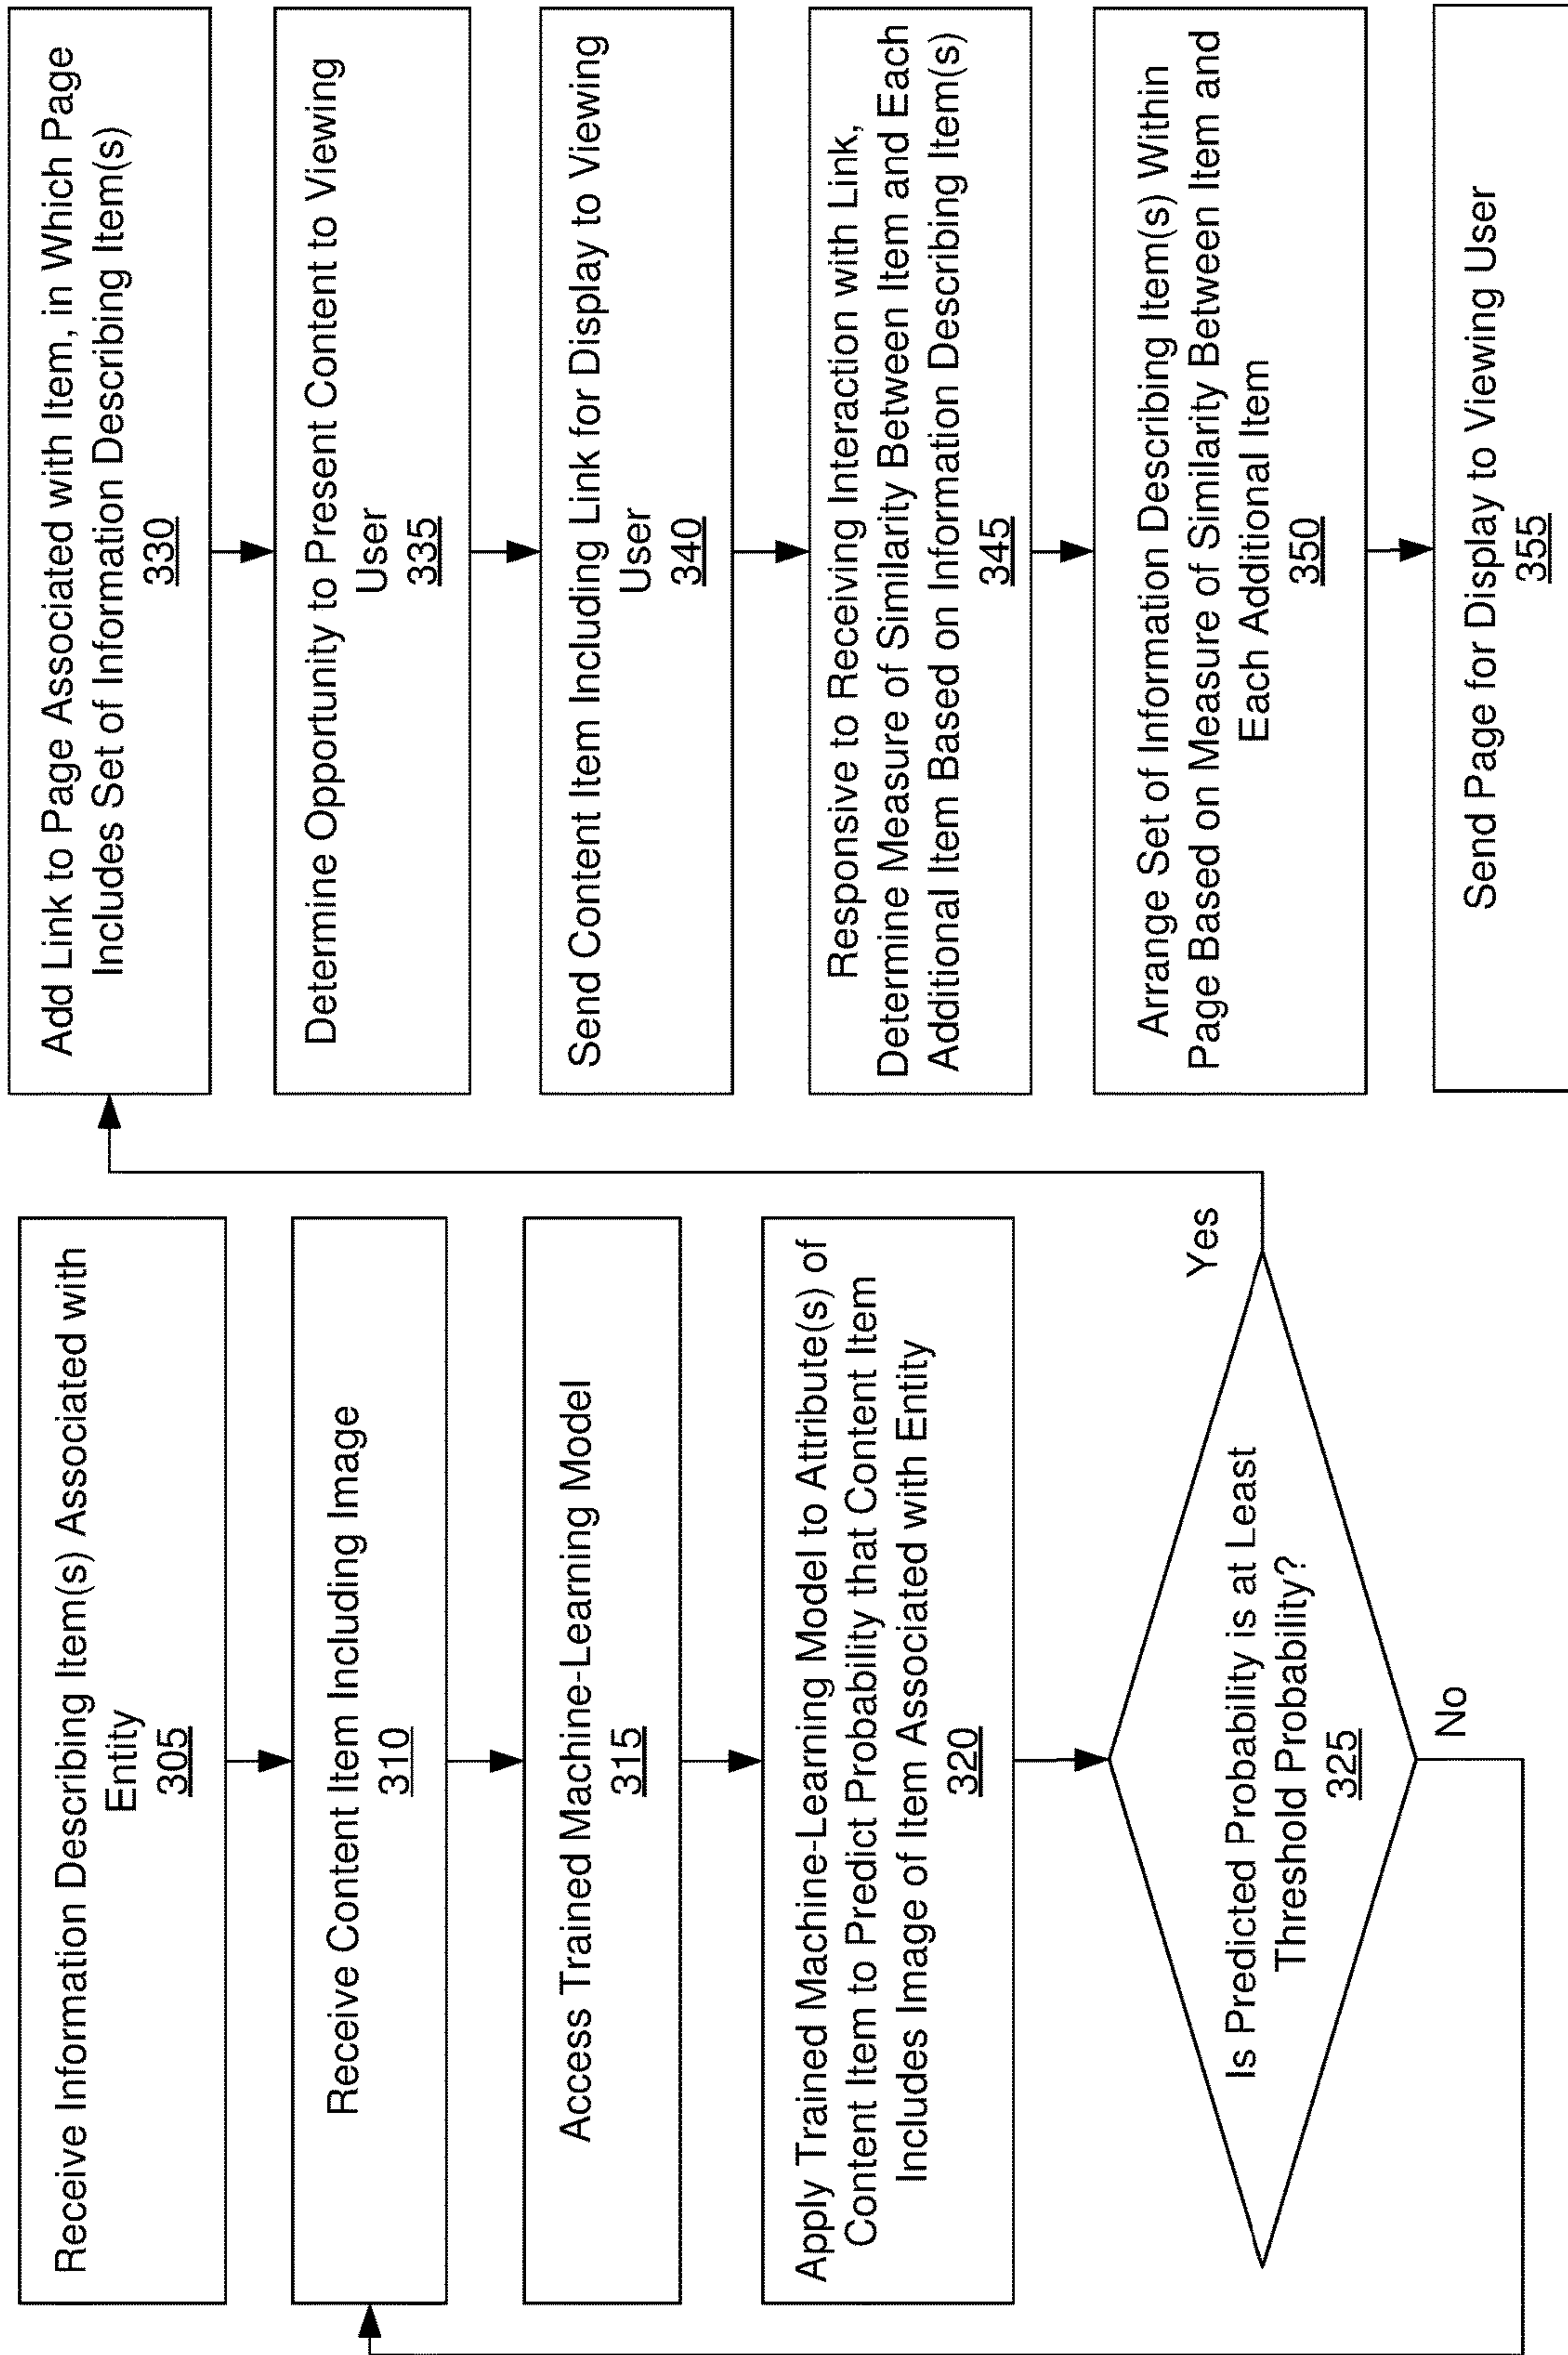 Receive Information Describing Item(s) Associated with
Entity
305
Receive Content Item Including Image
310
Access Trained Machine-Learning Model
315
Apply Trained Machine-Learning Model to Attribute(s) of
Content Item to Predict Probability that Content Item
Includes Image of Item Associated with Entity
320
Is Predicted Probability is at Least
Threshold Probability?
325
Yes
No
Add Link to Page Associated with Item, in Which Page
Includes Set of Information Describing Item(s)
330
Determine Opportunity to Present Content to Viewing
User
335
Send Content Item Including Link for Display to Viewing
User
340
Responsive to Receiving Interaction with Link,
Determine Measure of Similarity Between Item and Each
Additional Item Based on Information Describing Item(s)
345
Arrange Set of Information Describing Item(s) Within
Page Based on Measure of Similarity Between Item and
Each Additional Item
350
Send Page for Display to Viewing User
355